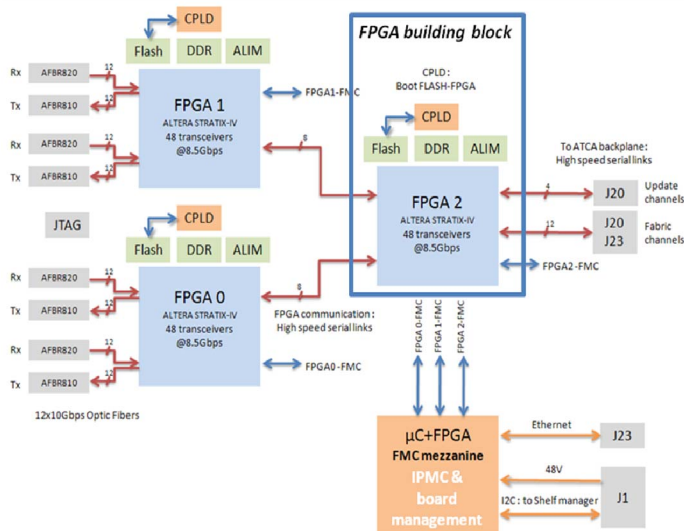 CPLD
Flash
DDR
ALIM
Rx
AFBR820
12
Tx
AFBR810
12
Rx
AFBR820
12
Tx
AFBR810
12
FPGA 1
ALTERA STRATIX-IV
48 transceivers
@8.5Gbps
FPGA1-FMC
8
JTAG
CPLD
Flash
DDR
ALIM
Rx
AFBR820
12
Tx
AFBR810
12
Rx
AFBR820
12
Tx
AFBR810
12
FPGA 0
ALTERA STRATIX-IV
48 transceivers
@8.5Gbps
8
FPGA communication :
High speed serial links
FPGA0-FMC
12x10Gbps Optic Fibers
FPGA building block
CPLD :
Boot FLASH-FPGA
CPLD
Flash
DDR
ALIM
FPGA 2
ALTERA STRATIX-IV
48 transceivers
@8.5Gbps
To ATCA backplane:
High speed serial links
4
J20
Update
channels
12
J20
J23
Fabric
channels
FPGA2-FMC
FPGA 0-FMC
FPGA 1-FMC
FPGA 2-FMC
µC+FPGA
FMC mezzanine
IPMC &
board
management
Ethernet
J23
48V
I2C : to Shelf manager
J1